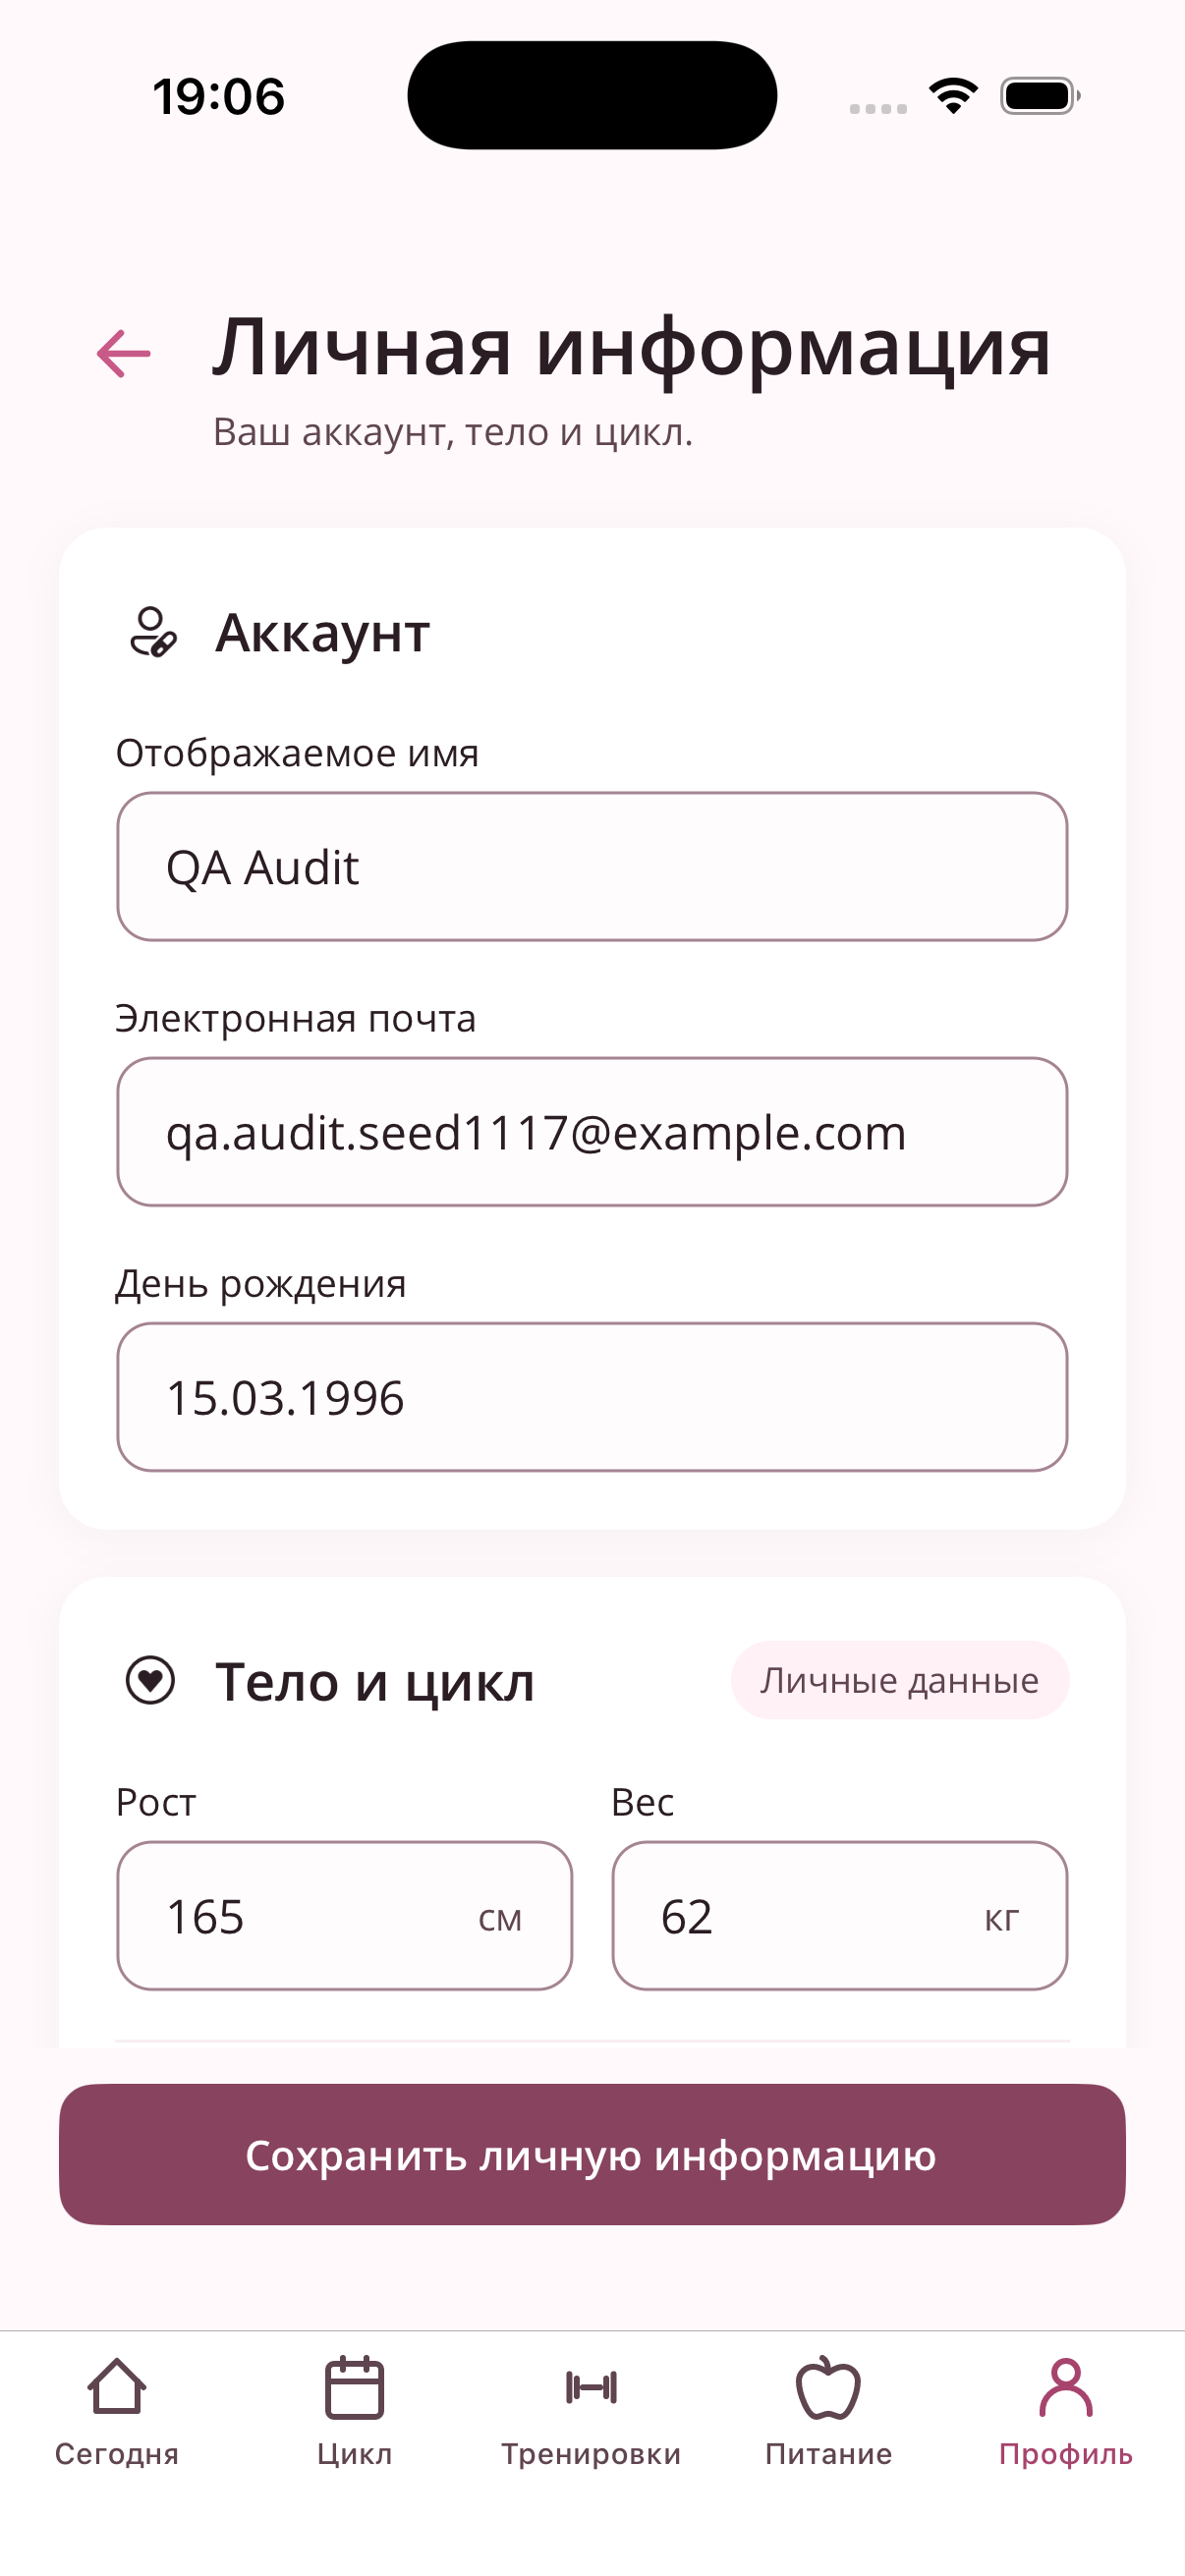 19:06
Личная информация
Ваш аккаунт, тело и цикл.
Аккаунт
Отображаемое имя
QA Audit
Электронная почта
qa.audit.seed1117@example.com
День рождения
15.03.1996
Тело и цикл
Личные данные
Рост
Вес
165 см
62 кг
Сохранить личную информацию
Сегодня
Цикл
Тренировки
Питание
Профиль